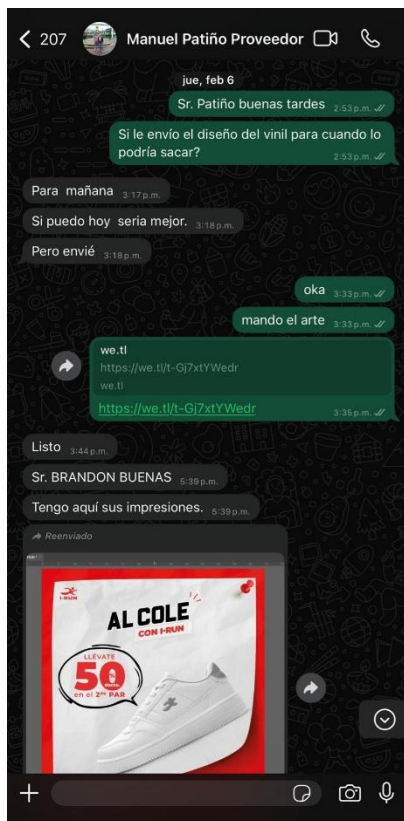 207
Manuel Patiño Proveedor
jue, feb 6
Sr. Patiño buenas tardes 2:53 p.m.
Si le envío el diseño del vinil para cuando lo
podría sacar?
2:53 p.m.
Para mañana 3:17 p.m.
Si puedo hoy seria mejor. 3:18 p.m.
Pero envié 3:18 p.m.
oka 3:33 p.m.
mando el arte 3:33 p.m.
we.tl
https://we.tl/t-Gj7xtYWedr
we.tl
https://we.tl/t-Gj7xtYWedr 3:35 p.m.
Listo 3:44 p.m.
Sr. BRANDON BUENAS 5:39 p.m.
Tengo aquí sus impresiones. 5:39 p.m.
Reenviado
I-RUN
AL COLE
CON I-RUN
LLÉVATE
50
en el 2do PAR